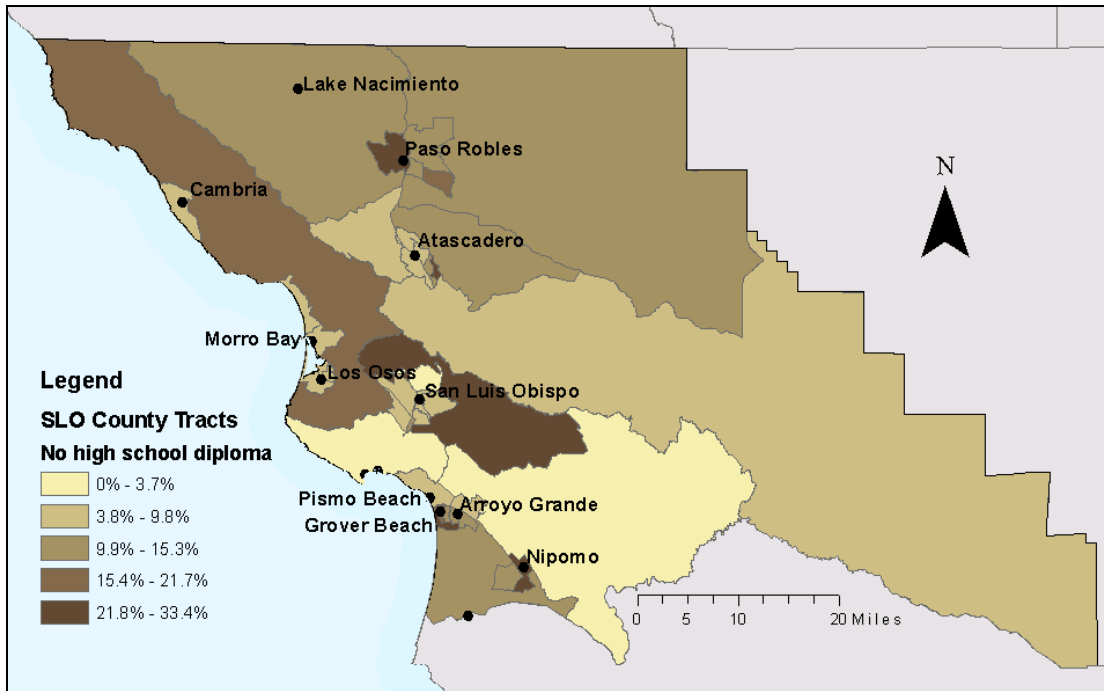 Lake Nacimiento
Paso Robles
N
Cambria
Atascadero
Morro Bay
Los Osos
San Luis Obispo
Pismo Beach
Arroyo Grande
Grover Beach
Nipomo
Legend
SLO County Tracts
No high school diploma
0% - 3.7%
3.8% - 9.8%
9.9% - 15.3%
15.4% - 21.7%
21.8% - 33.4%
0 5 10 20 Miles